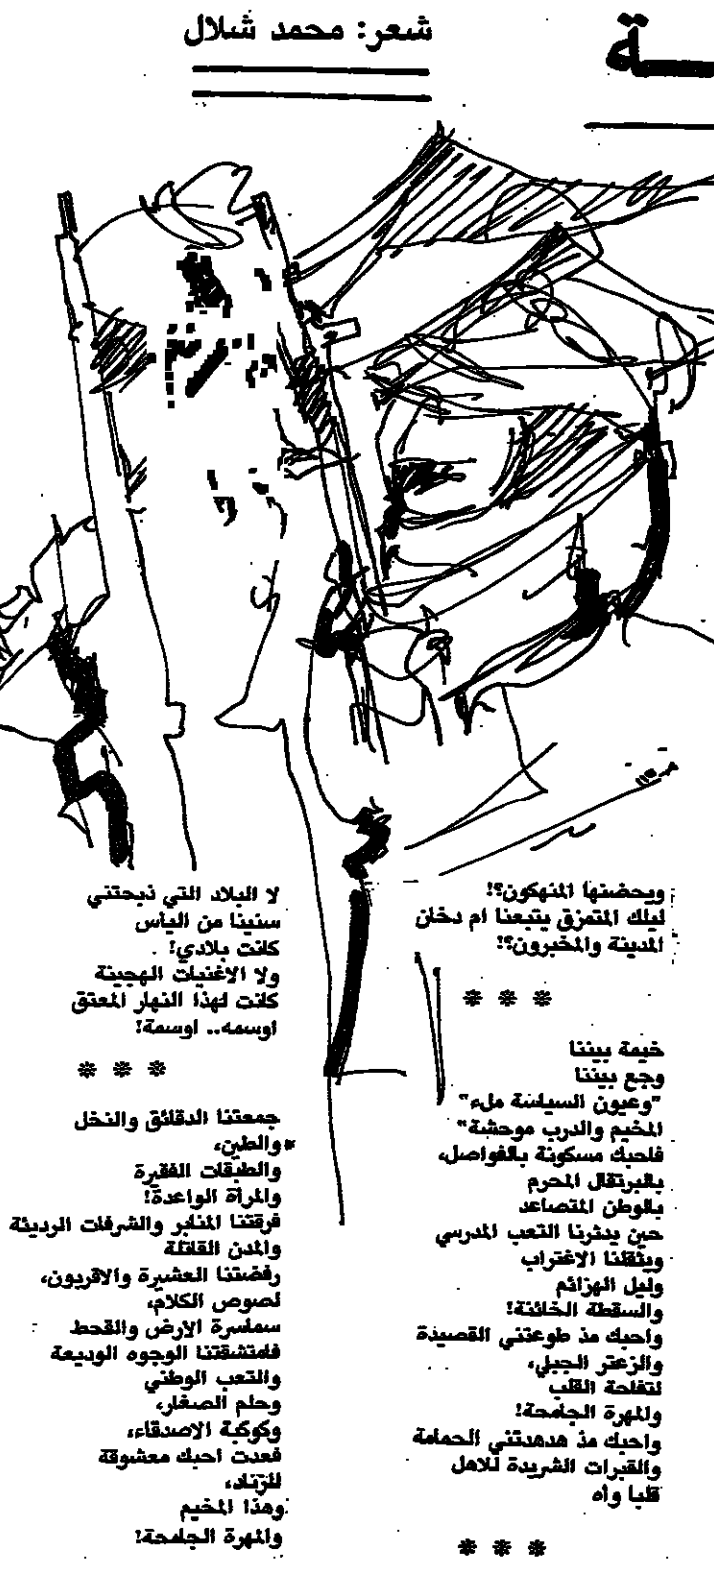 ـة
شعر: محمد شلال
ويحضنها المنهكون؟!
ليلك المتمزق يتبعنا ام دخان
المدينة والمخبرون؟!
* * *
خيمة بيننا
وجع بيننا
"وعيون السياسة ملء
المخيم والدرب موحشة"
فاحبك مسكونة بالفواصل،
بالبرتقال المحرم
بالوطن المتصاعد
حين يدثرنا التعب المدرسي
ويثقلنا الاغتراب
وليل الهزائم
والسقطة الخائنة!
واحبك مذ طوعتني القصيدة
والزعتر الجبلي،
لتفاحة القلب
والمهرة الجامحة!
واحبك مذ هدهدتني الحمامة
والقبرات الشريدة للاهل
قلبا وأه
* * *
لا البلاد التي ذبحتني
سنينا من الياس
كانت بلادي!
ولا الاغنيات الهجينة
كانت لهذا النهار المعتق
اوسمه.. اوسمة!
* * *
جمعتنا الدقائق والنخل
والطين،
والطبقات الفقيرة
والمرأة الواعدة!
فرقتنا المنابر والشرفات الرديئة
والمدن القاتلة
رفضتنا العشيرة والاقربون،
لصوص الكلام،
سماسرة الارض والقحط
فامتشقتنا الوجوه الوديعة
والتعب الوطني
وحلم الصغار،
وكوكبة الاصدقاء،
فعدت احبك معشوقة
للزناد،
وهذا المخيم
والمهرة الجامحة!